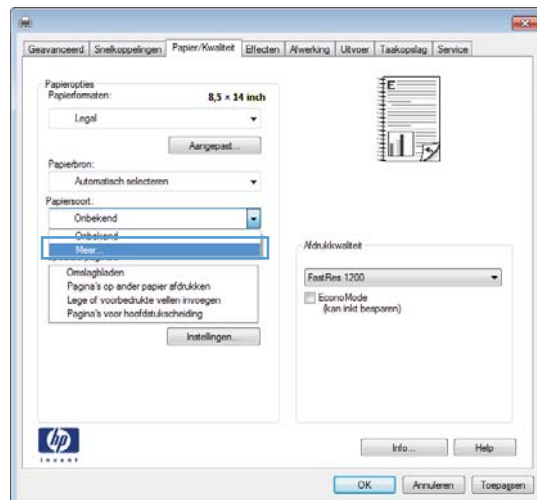 Geavanceerd Snelkoppelingen Papier/Kwaliteit Effecten Afwerking Uitvoer Taakopslag Service
Papieropties
Papierformaten: 8,5 × 14 inch
Legal
Aangepast...
Papierbron:
Automatisch selecteren
Papiersoort:
Onbekend
Onbekend
Meer...
Omslagbladen
Pagina's op ander papier afdrukken
Lege of voorbedrukte vellen invoegen
Pagina's voor hoofdstukscheiding
Instellingen...
E
Afdrukkwaliteit
FastRes 1200
EconoMode
(kan inkt besparen)
hp
invent
Info...
Help
OK
Annuleren
Toepassen